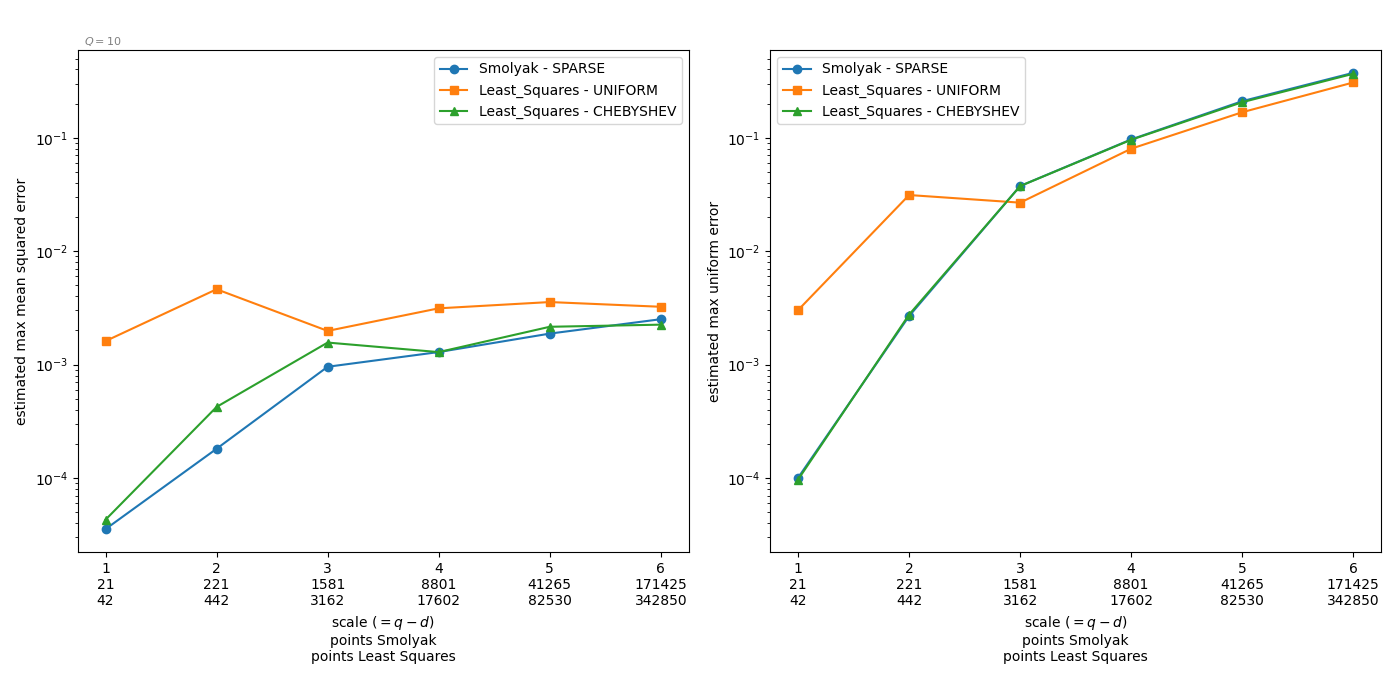 Q = 10
Smolyak - SPARSE
Least_Squares - UNIFORM
Least_Squares - CHEBYSHEV
estimated max mean squared error
10⁻¹
10⁻²
10⁻³
10⁻⁴
1 2 3 4 5 6
21 221 1581 8801 41265 171425
42 442 3162 17602 82530 342850
scale (= q − d)
points Smolyak
points Least Squares
Smolyak - SPARSE
Least_Squares - UNIFORM
Least_Squares - CHEBYSHEV
estimated max uniform error
10⁻¹
10⁻²
10⁻³
10⁻⁴
1 2 3 4 5 6
21 221 1581 8801 41265 171425
42 442 3162 17602 82530 342850
scale (= q − d)
points Smolyak
points Least Squares